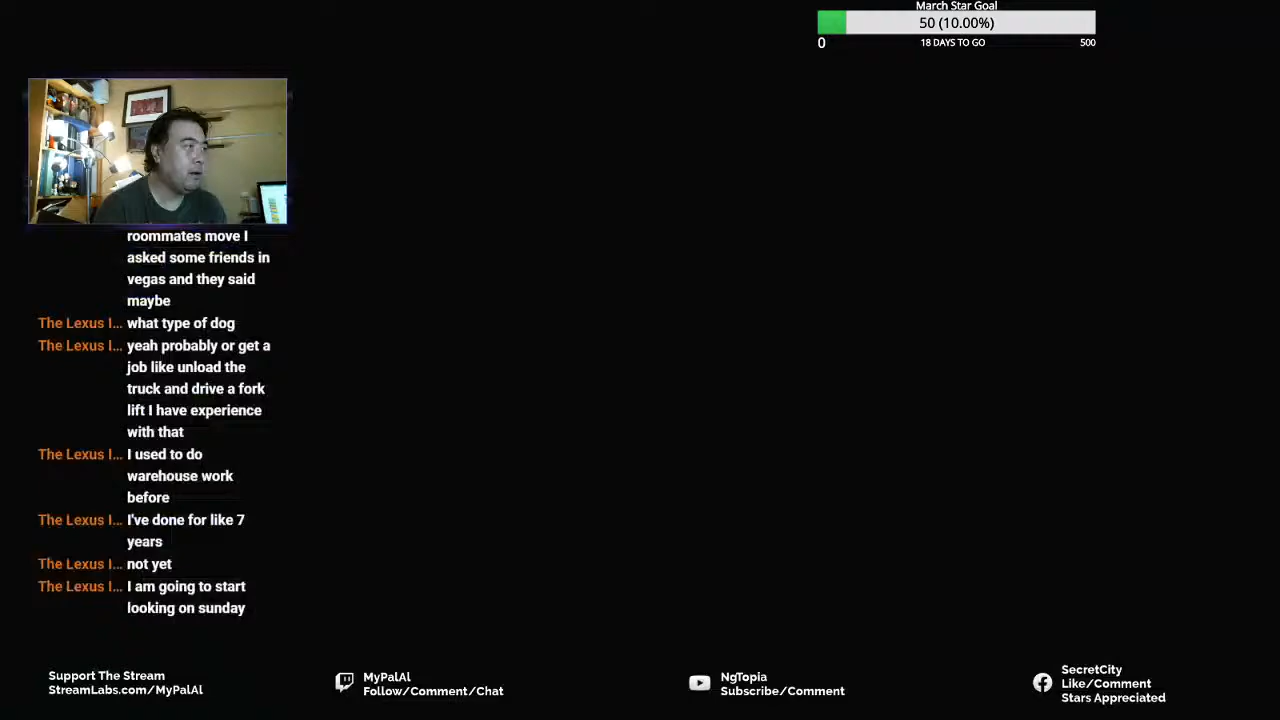 March Star Goal
50 (10.00%)
0 18 DAYS TO GO 500
roommates move I
asked some friends in
vegas and they said
maybe
The Lexus I... what type of dog
The Lexus I... yeah probably or get a
job like unload the
truck and drive a fork
lift I have experience
with that
The Lexus I... I used to do
warehouse work
before
The Lexus I... I've done for like 7
years
The Lexus I... not yet
The Lexus I... I am going to start
looking on sunday
Support The Stream
StreamLabs.com/MyPalAl
MyPalAl
Follow/Comment/Chat
NgTopia
Subscribe/Comment
SecretCity
Like/Comment
Stars Appreciated